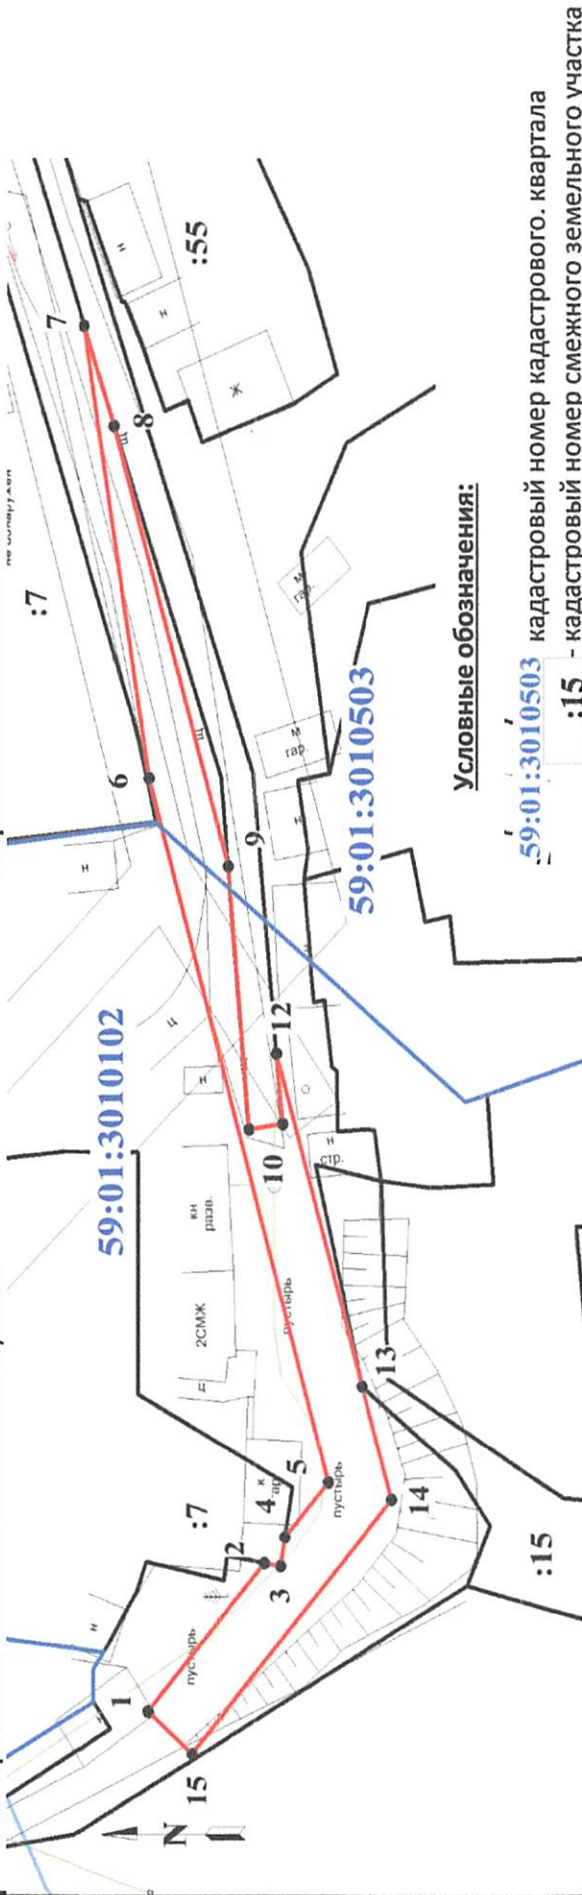 :7
6
7
н
н
:55
ж
щ
8
59:01:3010102
н
ц
н
щ
9
м
гар.
м
гар.
н
59:01:3010503
кн
разв.
2СМЖ
12
10
н
стр.
:7
пустырь
к
4
5
2
3
пустырь
13
14
1
н
пустырь
15
:15
N
Условные обозначения:
59:01:3010503 кадастровый номер кадастрового. квартала
:15 - кадастровый номер смежного земельного участка